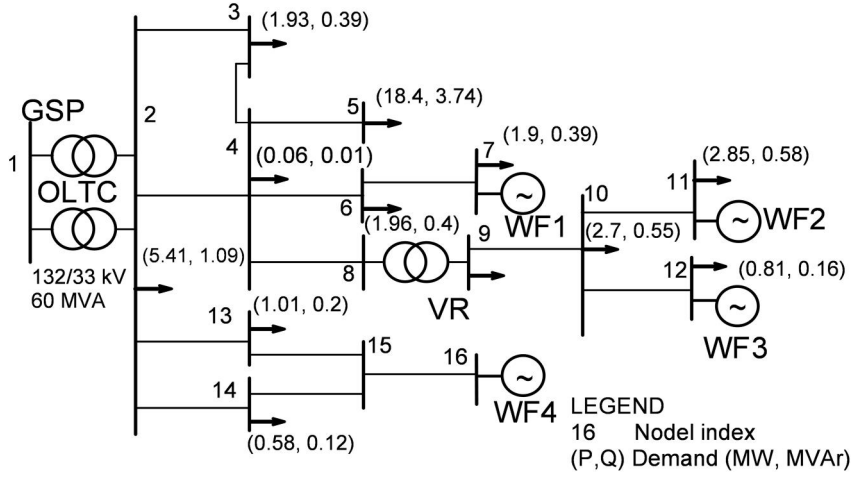 3
(1.93, 0.39)
GSP
2
5
(18.4, 3.74)
1
4
7
(1.9, 0.39)
(2.85, 0.58)
(0.06, 0.01)
OLTC
10
11
6
WF1
WF2
(1.96, 0.4)
9
(2.7, 0.55)
(5.41, 1.09)
8
12
(0.81, 0.16)
132/33 kV
60 MVA
VR
13
(1.01, 0.2)
WF3
15
16
14
WF4
LEGEND
16 Nodel index
(0.58, 0.12)
(P,Q) Demand (MW, MVAr)
~
~
~
~